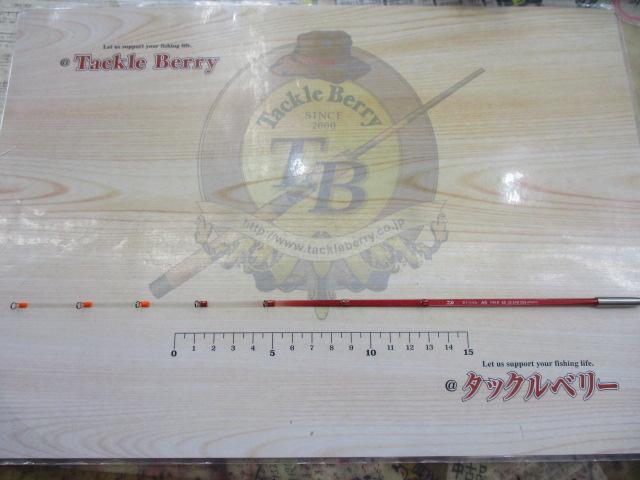 Let us support your fishing life.
@ Tackle Berry
Tackle Berry
SINCE
2000
TB
http://www.tackleberry.co.jp
0 1 2 3 4 5 6 7 8 9 10 11 12 13 14 15
Let us support your fishing life.
@ タックルベリー